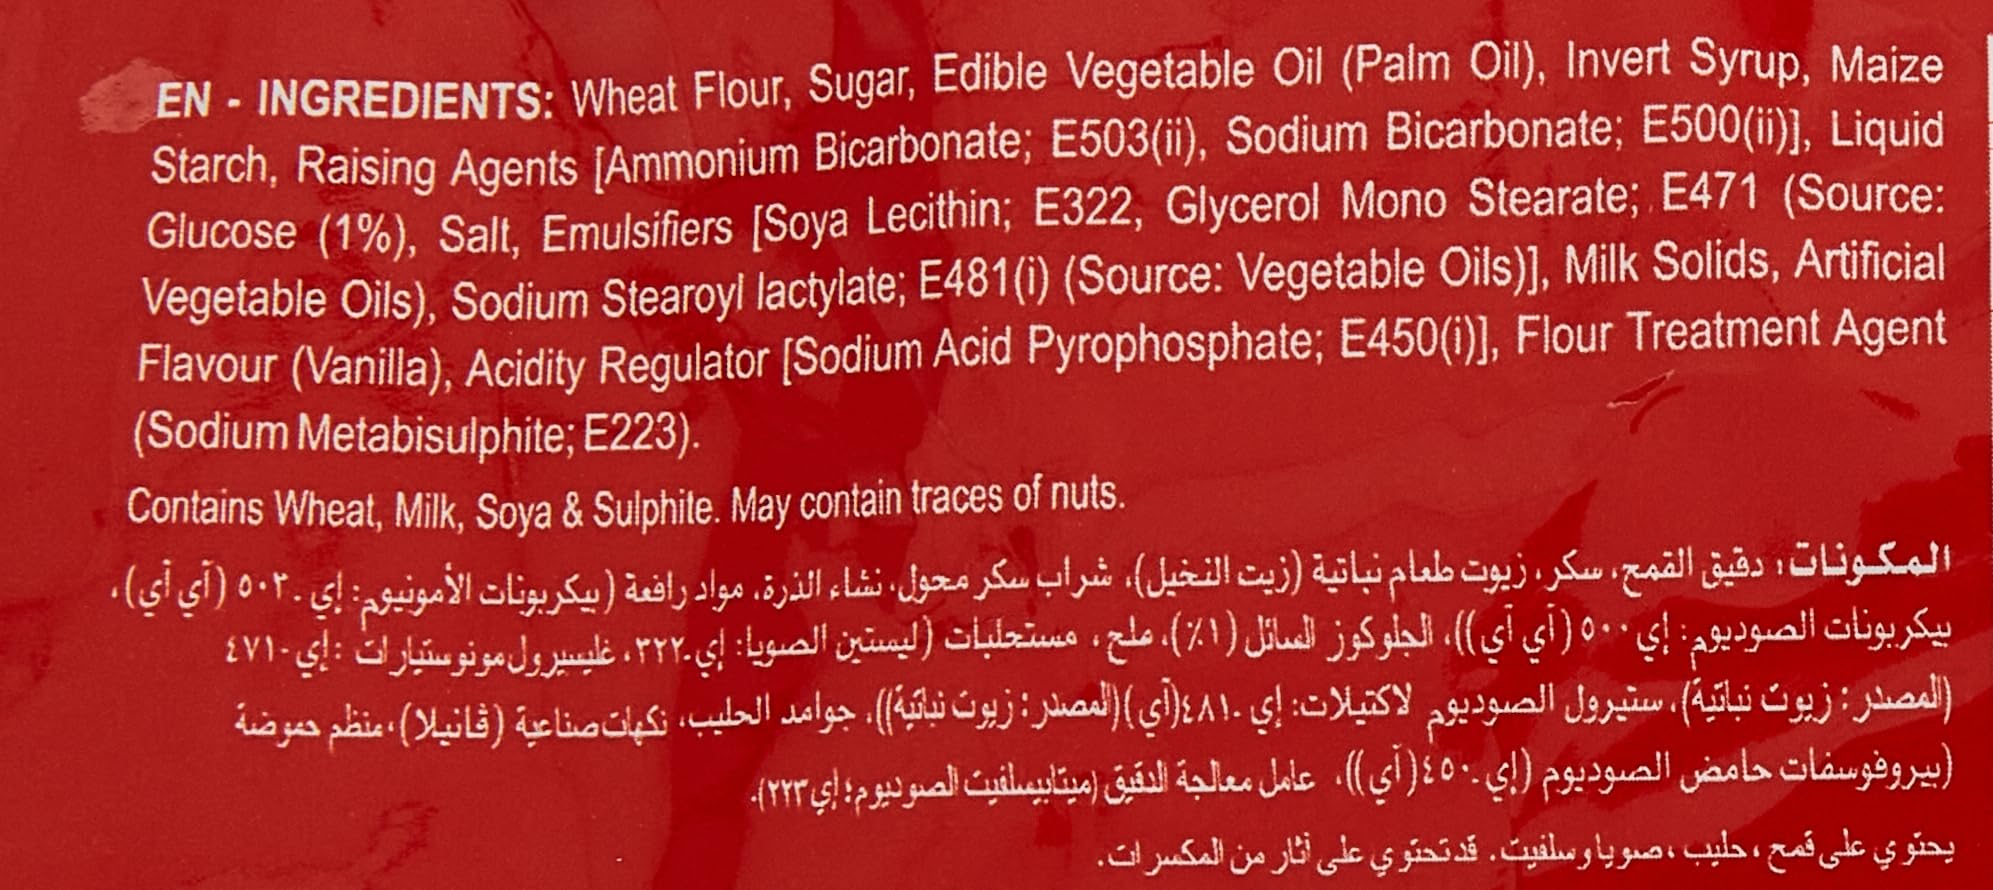 EN - INGREDIENTS: Wheat Flour, Sugar, Edible Vegetable Oil (Palm Oil), Invert Syrup, Maize
Starch, Raising Agents [Ammonium Bicarbonate; E503(ii), Sodium Bicarbonate; E500(ii)], Liquid
Glucose (1%), Salt, Emulsifiers [Soya Lecithin; E322, Glycerol Mono Stearate; E471 (Source:
Vegetable Oils), Sodium Stearoyl lactylate; E481(i) (Source: Vegetable Oils)], Milk Solids, Artificial
Flavour (Vanilla), Acidity Regulator [Sodium Acid Pyrophosphate; E450(i)], Flour Treatment Agent
(Sodium Metabisulphite; E223).
Contains Wheat, Milk, Soya & Sulphite. May contain traces of nuts.
المكونات: دقيق القمح، سكر، زيوت طعام نباتية (زيت النخيل)، شراب سكر محول، نشاء الذرة، مواد رافعة (بيكربونات الأمونيوم: إي-٥٠٣ (آي آي)،
بيكربونات الصوديوم: إي-٥٠٠ (آي آي))، الجلوكوز السائل (١٪)، ملح، مستحلبات (ليستين الصويا: إي-٣٢٢، غليسيرول مونوستيارات: إي-٤٧١
(المصدر: زيوت نباتية)، ستيرول الصوديوم لاكتيلات: إي-٤٨١(آي)(المصدر: زيوت نباتية))، جوامد الحليب، نكهات صناعية (ڤانيلا)، منظم حموضة
(بيروفوسفات حامض الصوديوم (إي-٤٥٠(آي))، عامل معالجة الدقيق (ميتابيسلفيت الصوديوم؛ إي٢٢٣).
يحتوي على قمح، حليب، صويا و سلفيت. قد تحتوي على آثار من المكسرات.